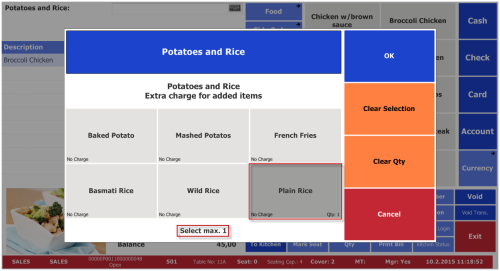 Potatoes and Rice:
Food
Chicken w/brown
sauce
Broccoli Chicken
Cash
Description
Broccoli Chicken
Check
Card
Account
Currency
Potatoes and Rice
Potatoes and Rice
Extra charge for added items
Baked Potato
No Charge
Mashed Potatos
No Charge
French Fries
No Charge
Basmati Rice
No Charge
Wild Rice
No Charge
Plain Rice
No Charge
Qty: 1
Select max. 1
OK
Clear Selection
Clear Qty
Cancel
Void
Void Trans.
Exit
Balance
45,00
To Kitchen
Mark Seat
Qty
Print Bill
Kitchen Status
SALES
SALES
Open
501
Table No: 11A
Seat: 0
Seating Cap.: 4
Cover: 2
MT:
Mgr: Yes
10.2.2015
11:18:52